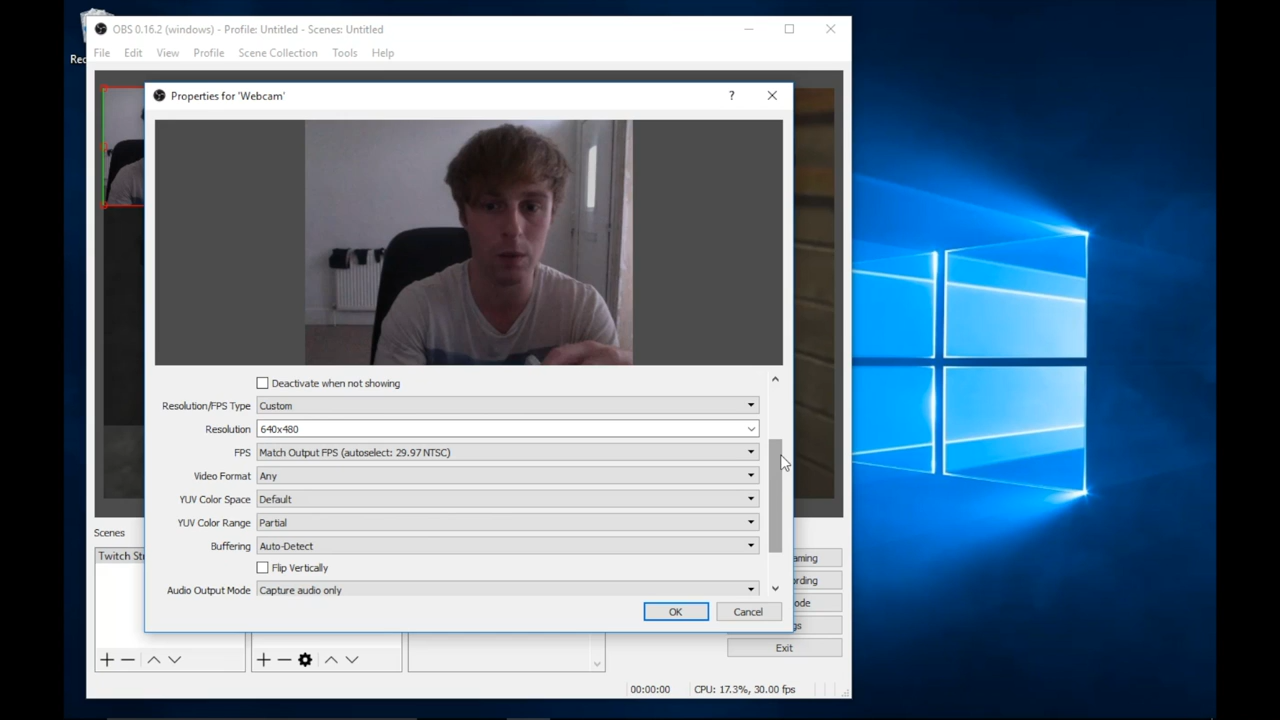 OBS 0.16.2 (windows) - Profile: Untitled - Scenes: Untitled
File Edit View Profile Scene Collection Tools Help
Properties for 'Webcam' ?
Deactivate when not showing
Resolution/FPS Type Custom
Resolution 640x480
FPS Match Output FPS (autoselect: 29.97 NTSC)
Video Format Any
YUV Color Space Default
YUV Color Range Partial
Buffering Auto-Detect
Flip Vertically
Audio Output Mode Capture audio only
OK Cancel
Scenes
Twitch Str
Exit
00:00:00 CPU: 17.3%, 30.00 fps